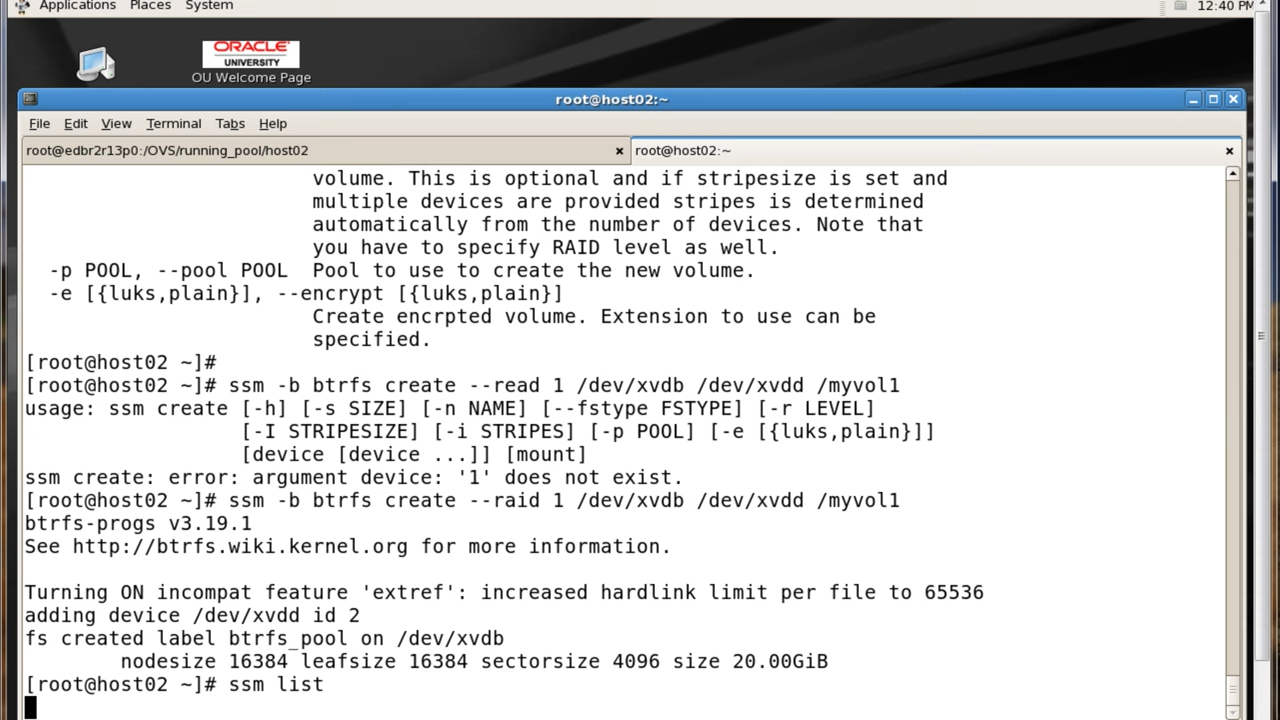 Applications Places System 12:40 PM
ORACLE
UNIVERSITY
OU Welcome Page
root@host02:~
File Edit View Terminal Tabs Help
root@edbr2r13p0:/OVS/running_pool/host02
root@host02:~
volume. This is optional and if stripesize is set and
multiple devices are provided stripes is determined
automatically from the number of devices. Note that
you have to specify RAID level as well.
-p POOL, --pool POOL Pool to use to create the new volume.
-e [{luks,plain}], --encrypt [{luks,plain}]
Create encrpted volume. Extension to use can be
specified.
[root@host02 ~]#
[root@host02 ~]# ssm -b btrfs create --read 1 /dev/xvdb /dev/xvdd /myvol1
usage: ssm create [-h] [-s SIZE] [-n NAME] [--fstype FSTYPE] [-r LEVEL]
[-I STRIPESIZE] [-i STRIPES] [-p POOL] [-e [{luks,plain}]]
[device [device ...]] [mount]
ssm create: error: argument device: '1' does not exist.
[root@host02 ~]# ssm -b btrfs create --raid 1 /dev/xvdb /dev/xvdd /myvol1
btrfs-progs v3.19.1
See http://btrfs.wiki.kernel.org for more information.
Turning ON incompat feature 'extref': increased hardlink limit per file to 65536
adding device /dev/xvdd id 2
fs created label btrfs_pool on /dev/xvdb
nodesize 16384 leafsize 16384 sectorsize 4096 size 20.00GiB
[root@host02 ~]# ssm list